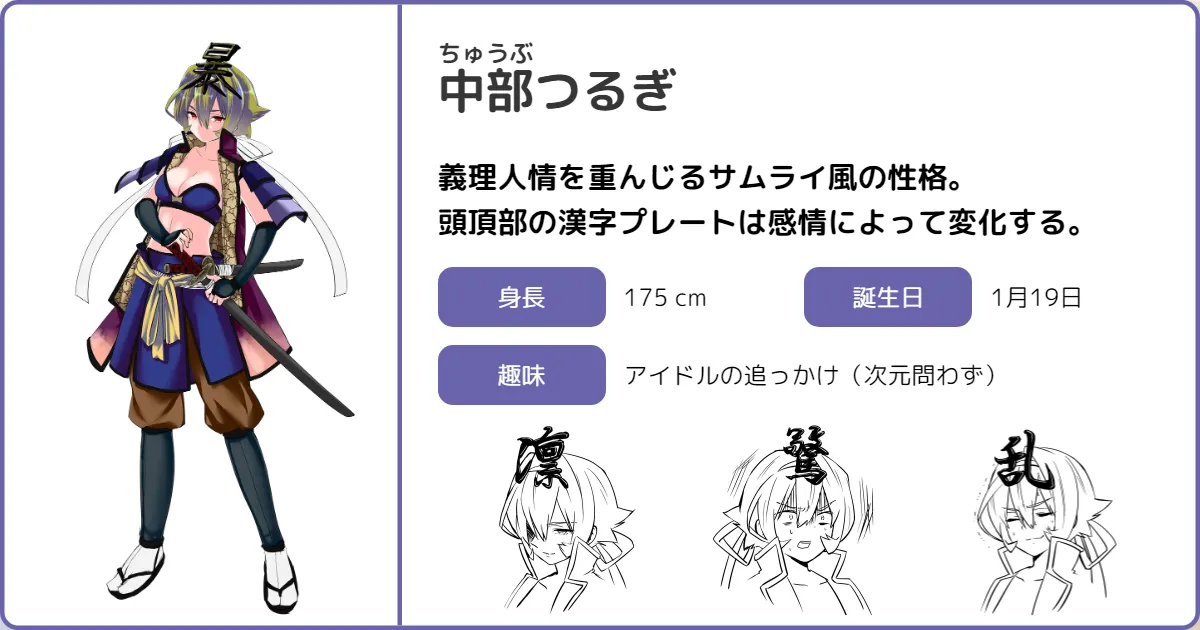 暴
ちゅうぶ
中部つるぎ
義理人情を重んじるサムライ風の性格。
頭頂部の漢字プレートは感情によって変化する。
身長 175 cm 誕生日 1月19日
趣味 アイドルの追っかけ（次元問わず）
凛 驚 乱